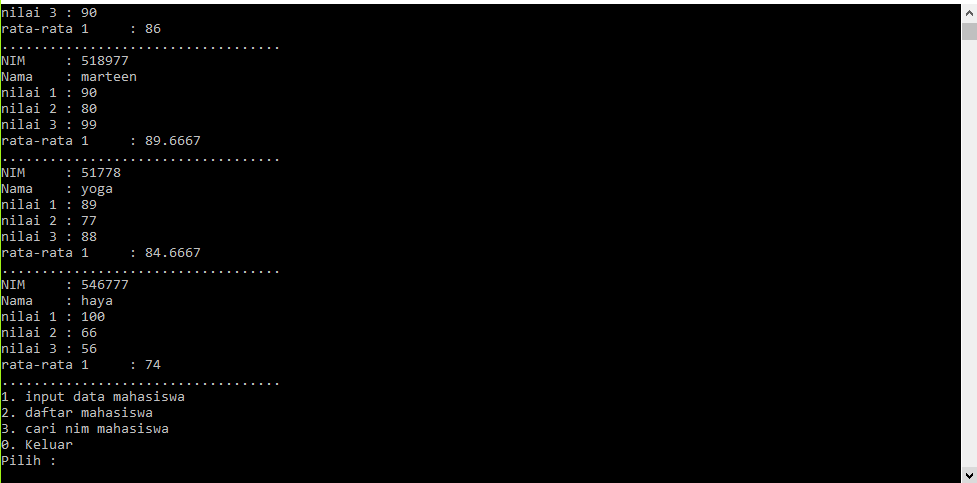 nilai 3 : 90
rata-rata 1     : 86
...................................
NIM     : 518977
Nama    : marteen
nilai 1 : 90
nilai 2 : 80
nilai 3 : 99
rata-rata 1     : 89.6667
...................................
NIM     : 51778
Nama    : yoga
nilai 1 : 89
nilai 2 : 77
nilai 3 : 88
rata-rata 1     : 84.6667
...................................
NIM     : 546777
Nama    : haya
nilai 1 : 100
nilai 2 : 66
nilai 3 : 56
rata-rata 1     : 74
...................................
1. input data mahasiswa
2. daftar mahasiswa
3. cari nim mahasiswa
0. Keluar
Pilih :